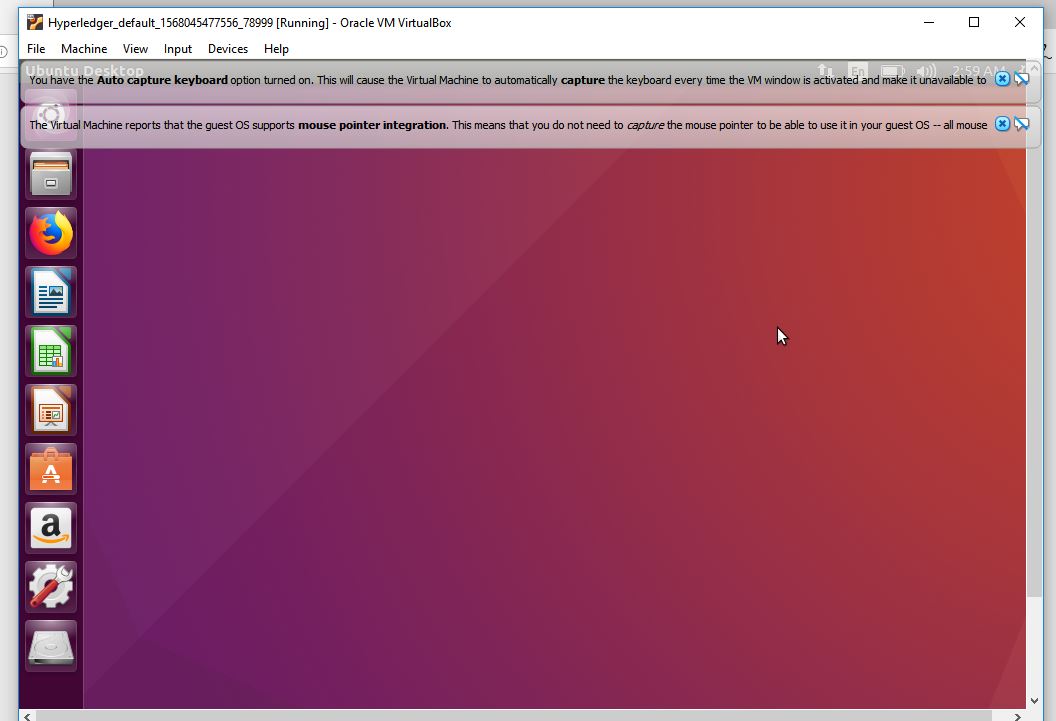 Hyperledger_default_1568045477556_78999 [Running] - Oracle VM VirtualBox
File Machine View Input Devices Help
Ubuntu Desktop En 2:59 AM
You have the Auto capture keyboard option turned on. This will cause the Virtual Machine to automatically capture the keyboard every time the VM window is activated and make it unavailable to
The Virtual Machine reports that the guest OS supports mouse pointer integration. This means that you do not need to capture the mouse pointer to be able to use it in your guest OS -- all mouse